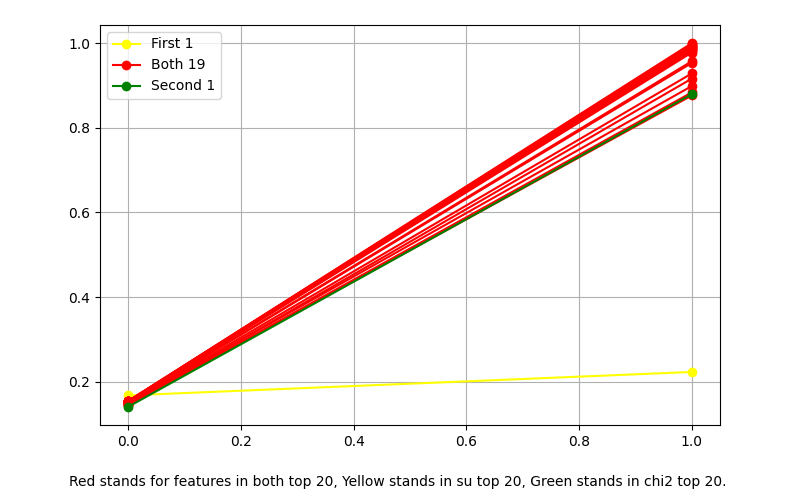 First 1
Both 19
Second 1
1.0
0.8
0.6
0.4
0.2
0.0 0.2 0.4 0.6 0.8 1.0
Red stands for features in both top 20, Yellow stands in su top 20, Green stands in chi2 top 20.